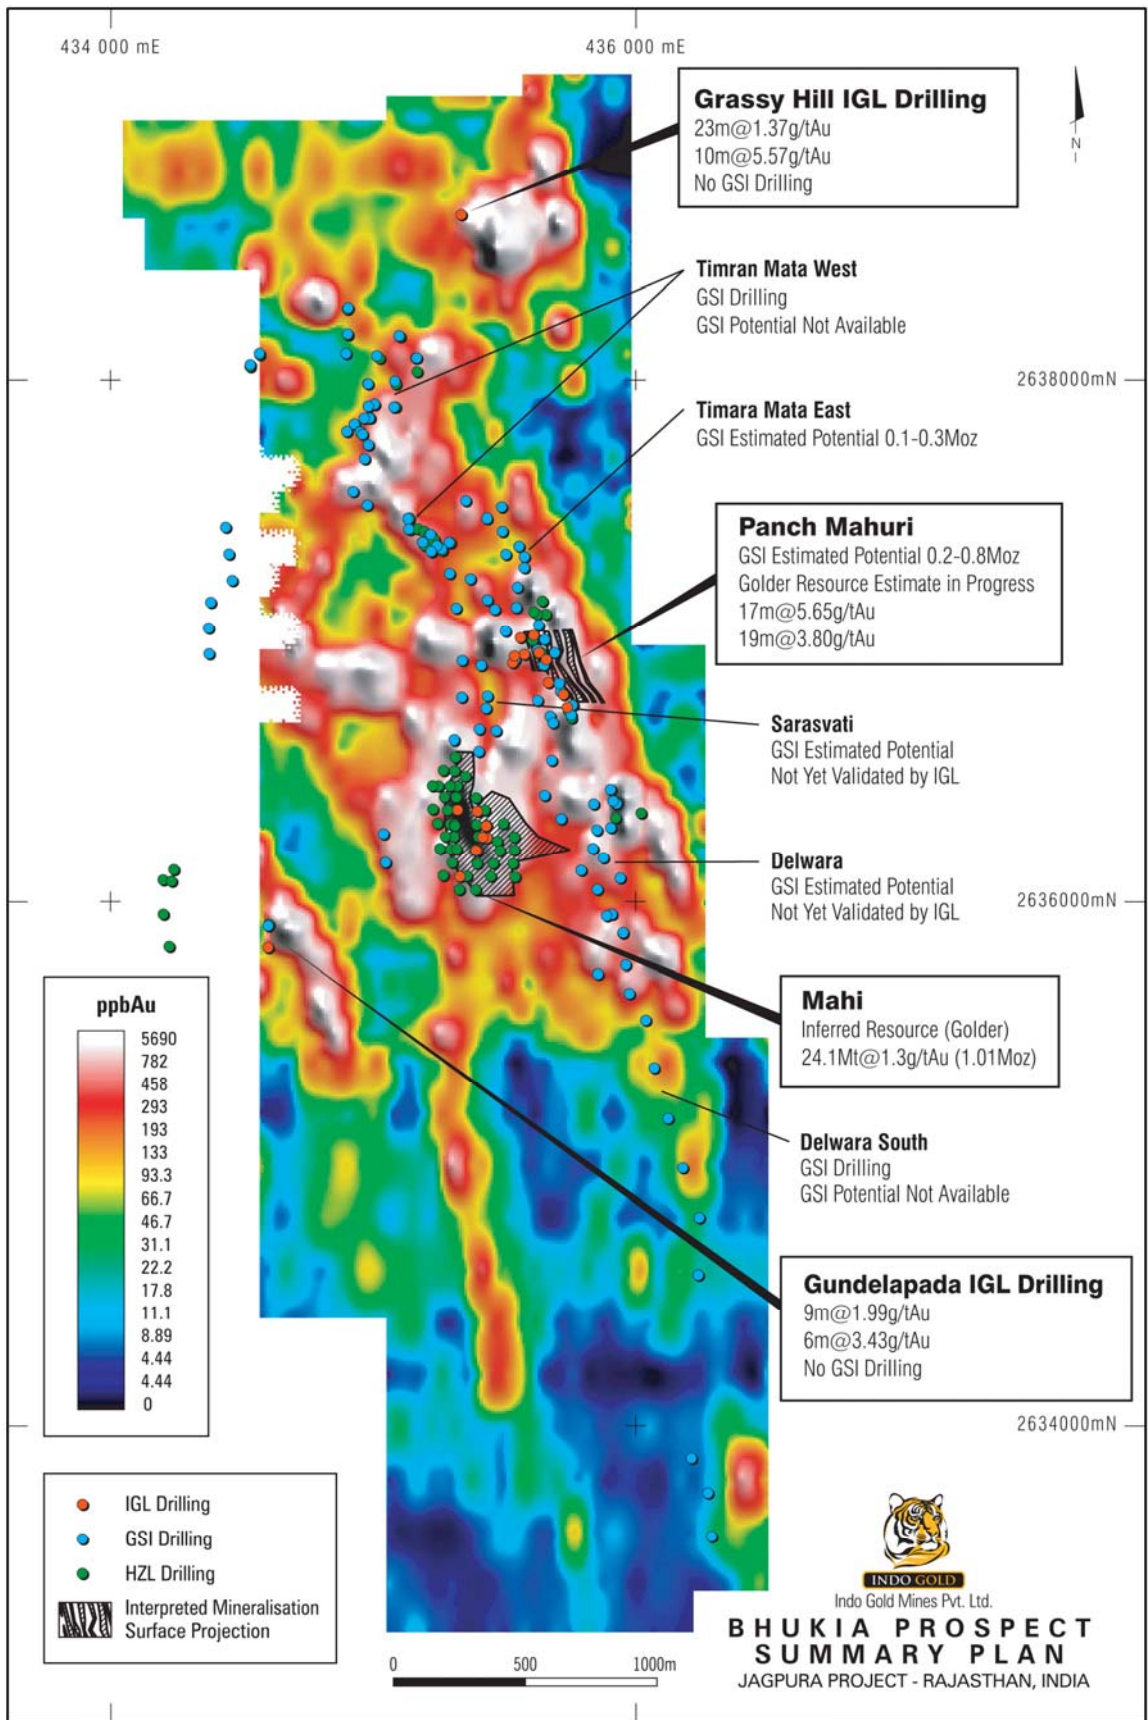 434 000 mE
436 000 mE
Grassy Hill IGL Drilling
23m@1.37g/tAu
10m@5.57g/tAu
No GSI Drilling
N
Timran Mata West
GSI Drilling
GSI Potential Not Available
2638000mN
Timara Mata East
GSI Estimated Potential 0.1-0.3Moz
Panch Mahuri
GSI Estimated Potential 0.2-0.8Moz
Golder Resource Estimate in Progress
17m@5.65g/tAu
19m@3.80g/tAu
Sarasvati
GSI Estimated Potential
Not Yet Validated by IGL
Delwara
GSI Estimated Potential
Not Yet Validated by IGL
2636000mN
Mahi
Inferred Resource (Golder)
24.1Mt@1.3g/tAu (1.01Moz)
Delwara South
GSI Drilling
GSI Potential Not Available
Gundelapada IGL Drilling
9m@1.99g/tAu
6m@3.43g/tAu
No GSI Drilling
2634000mN
ppbAu
5690
782
458
293
193
133
93.3
66.7
46.7
31.1
22.2
17.8
11.1
8.89
4.44
4.44
0
IGL Drilling
GSI Drilling
HZL Drilling
Interpreted Mineralisation
Surface Projection
0 500 1000m
INDO GOLD
Indo Gold Mines Pvt. Ltd.
BHUKIA PROSPECT
SUMMARY PLAN
JAGPURA PROJECT - RAJASTHAN, INDIA